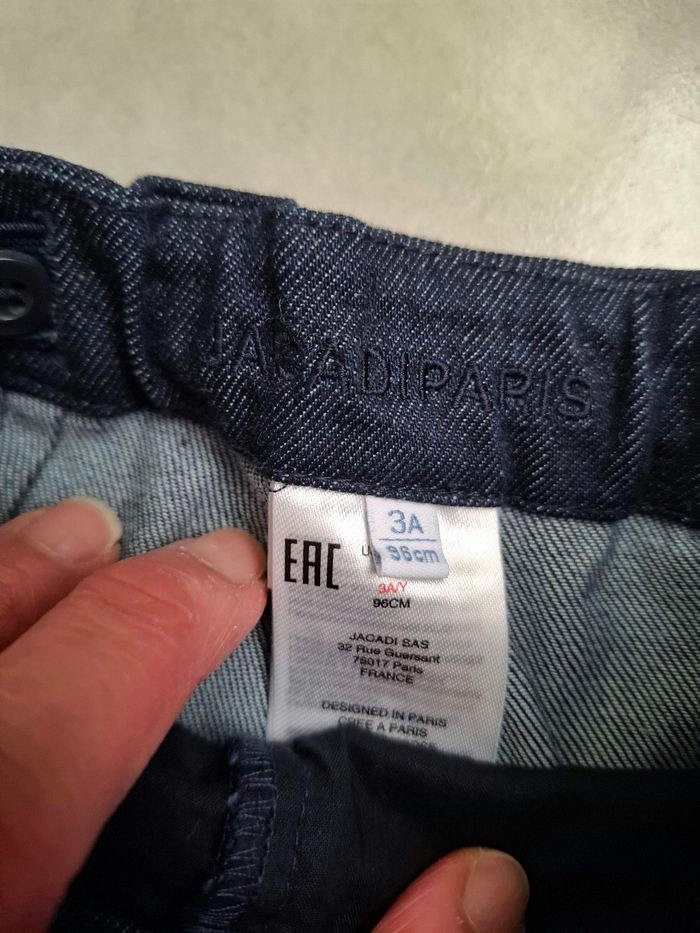 JACADI PARIS
3A
96cm
EAC
3A/Y
96CM
JACADI SAS
32 Rue Guersant
75017 Paris
FRANCE
DESIGNED IN PARIS
CREE A PARIS